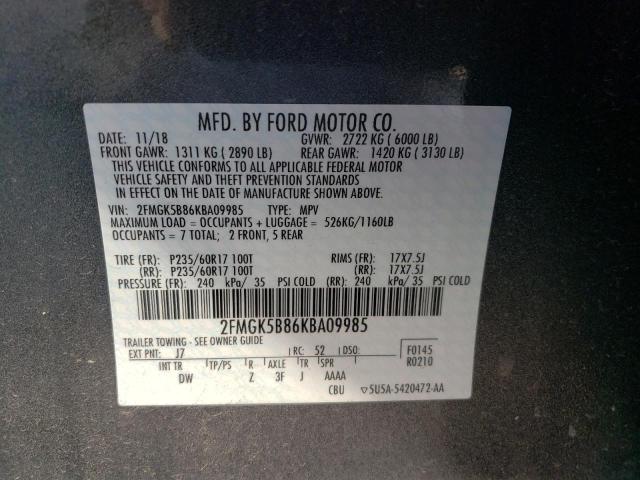 MFD. BY FORD MOTOR CO.
DATE: 11/18 GVWR: 2722 KG ( 6000 LB)
FRONT GAWR: 1311 KG ( 2890 LB) REAR GAWR: 1420 KG ( 3130 LB)
THIS VEHICLE CONFORMS TO ALL APPLICABLE FEDERAL MOTOR
VEHICLE SAFETY AND THEFT PREVENTION STANDARDS
IN EFFECT ON THE DATE OF MANUFACTURE SHOWN ABOVE.
VIN: 2FMGK5B86KBA09985 TYPE: MPV
MAXIMUM LOAD = OCCUPANTS + LUGGAGE = 526KG/1160LB
OCCUPANTS = 7 TOTAL; 2 FRONT, 5 REAR
TIRE (FR): P235/60R17 100T RIMS (FR): 17X7.5J
(RR): P235/60R17 100T (RR): 17X7.5J
PRESSURE (FR): 240 kPa/ 35 PSI COLD (RR): 240 kPa/ 35 PSI COLD
2FMGK5B86KBA09985
TRAILER TOWING - SEE OWNER GUIDE
EXT PNT: J7 RC: 52 DSO: F0145
INT TR TP/PS R AXLE TR SPR R0210
DW Z 3F J AAAA
CBU ▽5U5A-5420472-AA